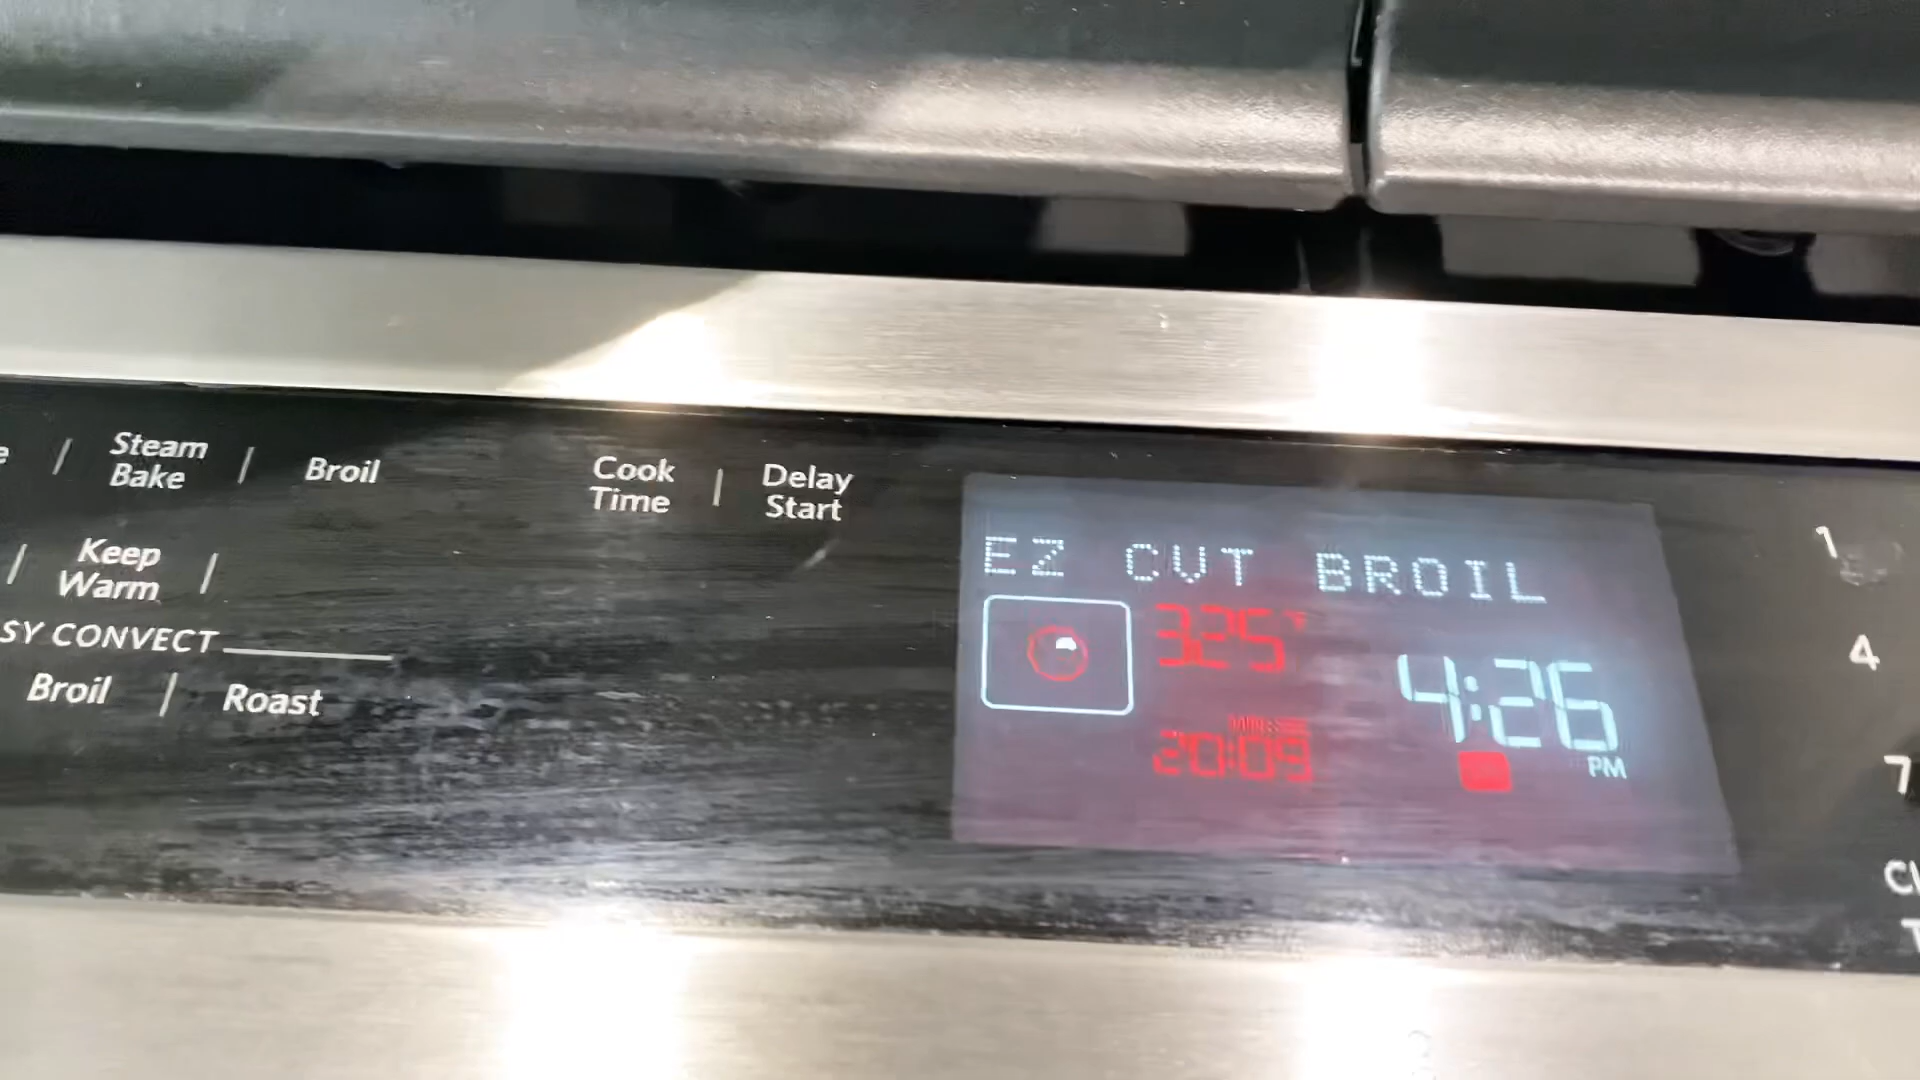 Steam
Bake
Broil
Cook
Time
Delay
Start
Keep
Warm
SY CONVECT
Broil
Roast
EZ CVT BROIL
325°
4:26
PM
20:09
1
4
7